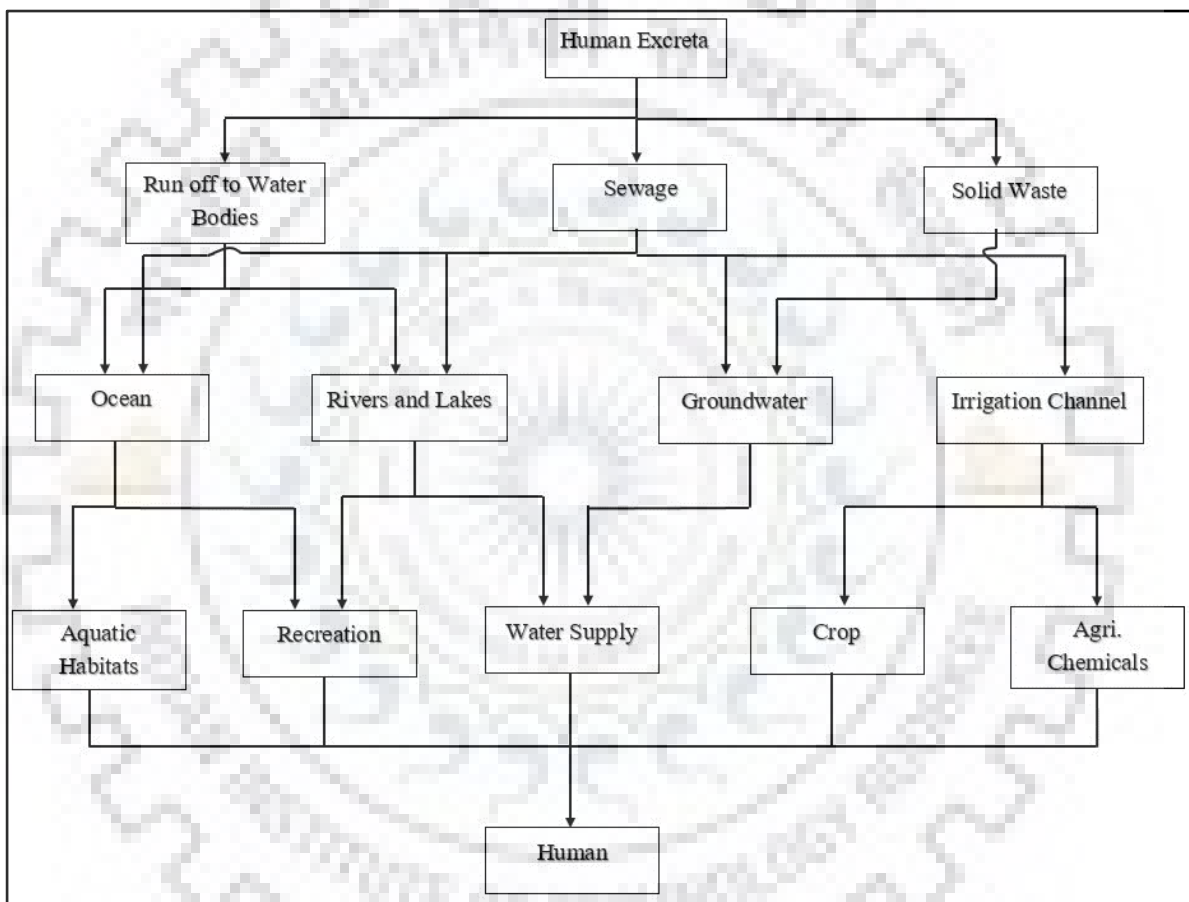 Human Excreta
Run off to Water
Bodies
Sewage
Solid Waste
Ocean
Rivers and Lakes
Groundwater
Irrigation Channel
Aquatic
Habitats
Recreation
Water Supply
Crop
Agri.
Chemicals
Human